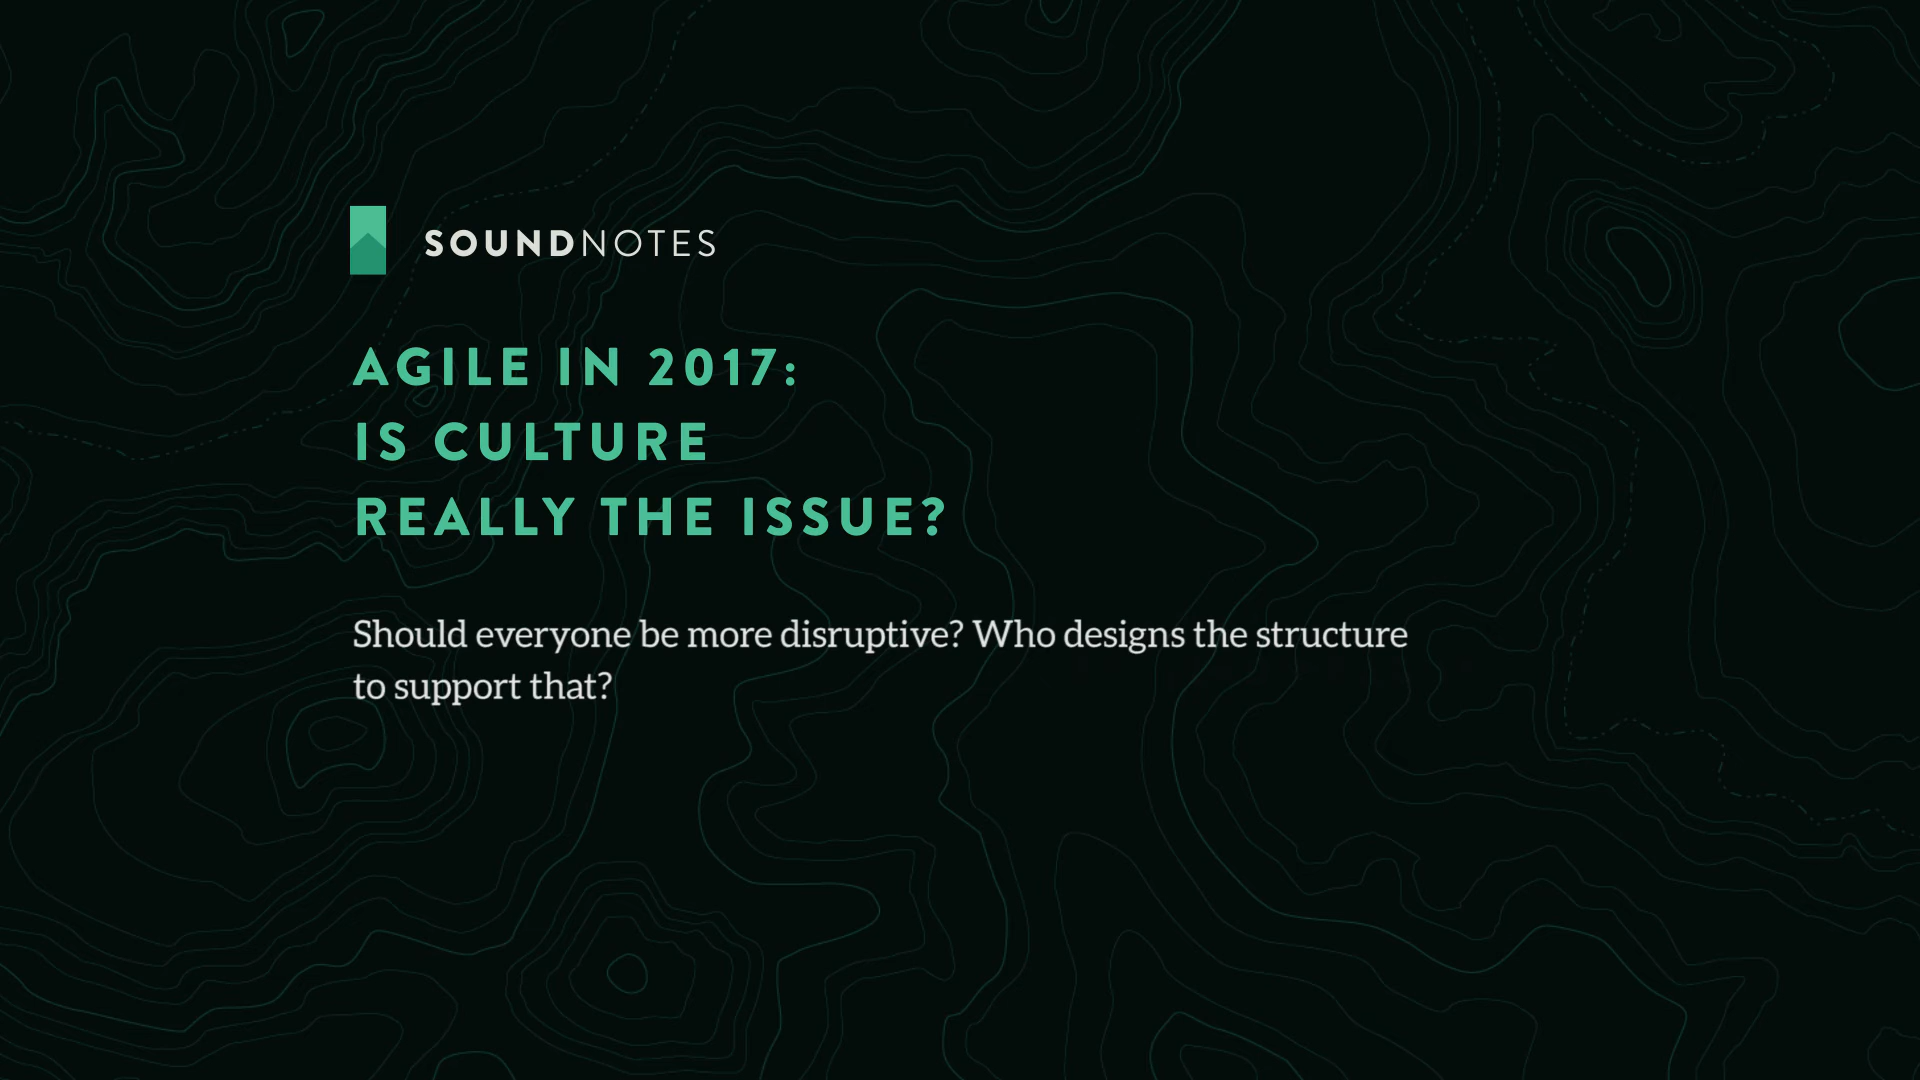 SOUNDNOTES
AGILE IN 2017:
IS CULTURE
REALLY THE ISSUE?
Should everyone be more disruptive? Who designs the structure
to support that?